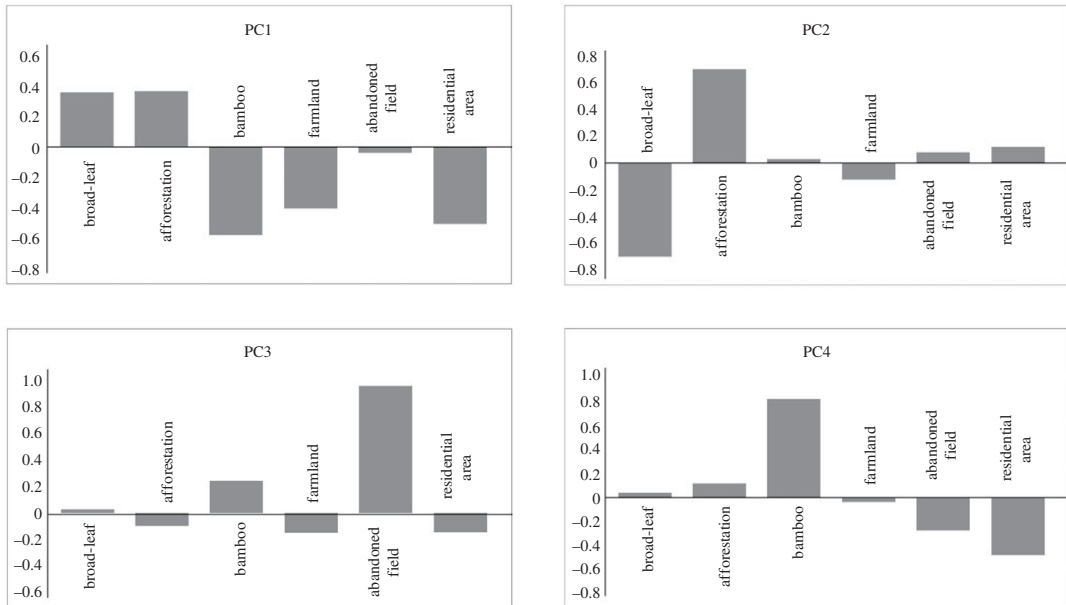 PC1
0.6
0.4
0.2
0
–0.2
–0.4
–0.6
–0.8
broad-leaf
afforestation
bamboo
farmland
abandoned
field
residential
area
PC2
0.8
0.6
0.4
0.2
0
–0.2
–0.4
–0.6
–0.8
broad-leaf
afforestation
bamboo
farmland
abandoned
field
residential
area
PC3
1.0
0.8
0.6
0.4
0.2
0
–0.2
–0.4
–0.6
broad-leaf
afforestation
bamboo
farmland
abandoned
field
residential
area
PC4
1.0
0.8
0.6
0.4
0.2
0
–0.2
–0.4
–0.6
–0.8
broad-leaf
afforestation
bamboo
farmland
abandoned
field
residential
area